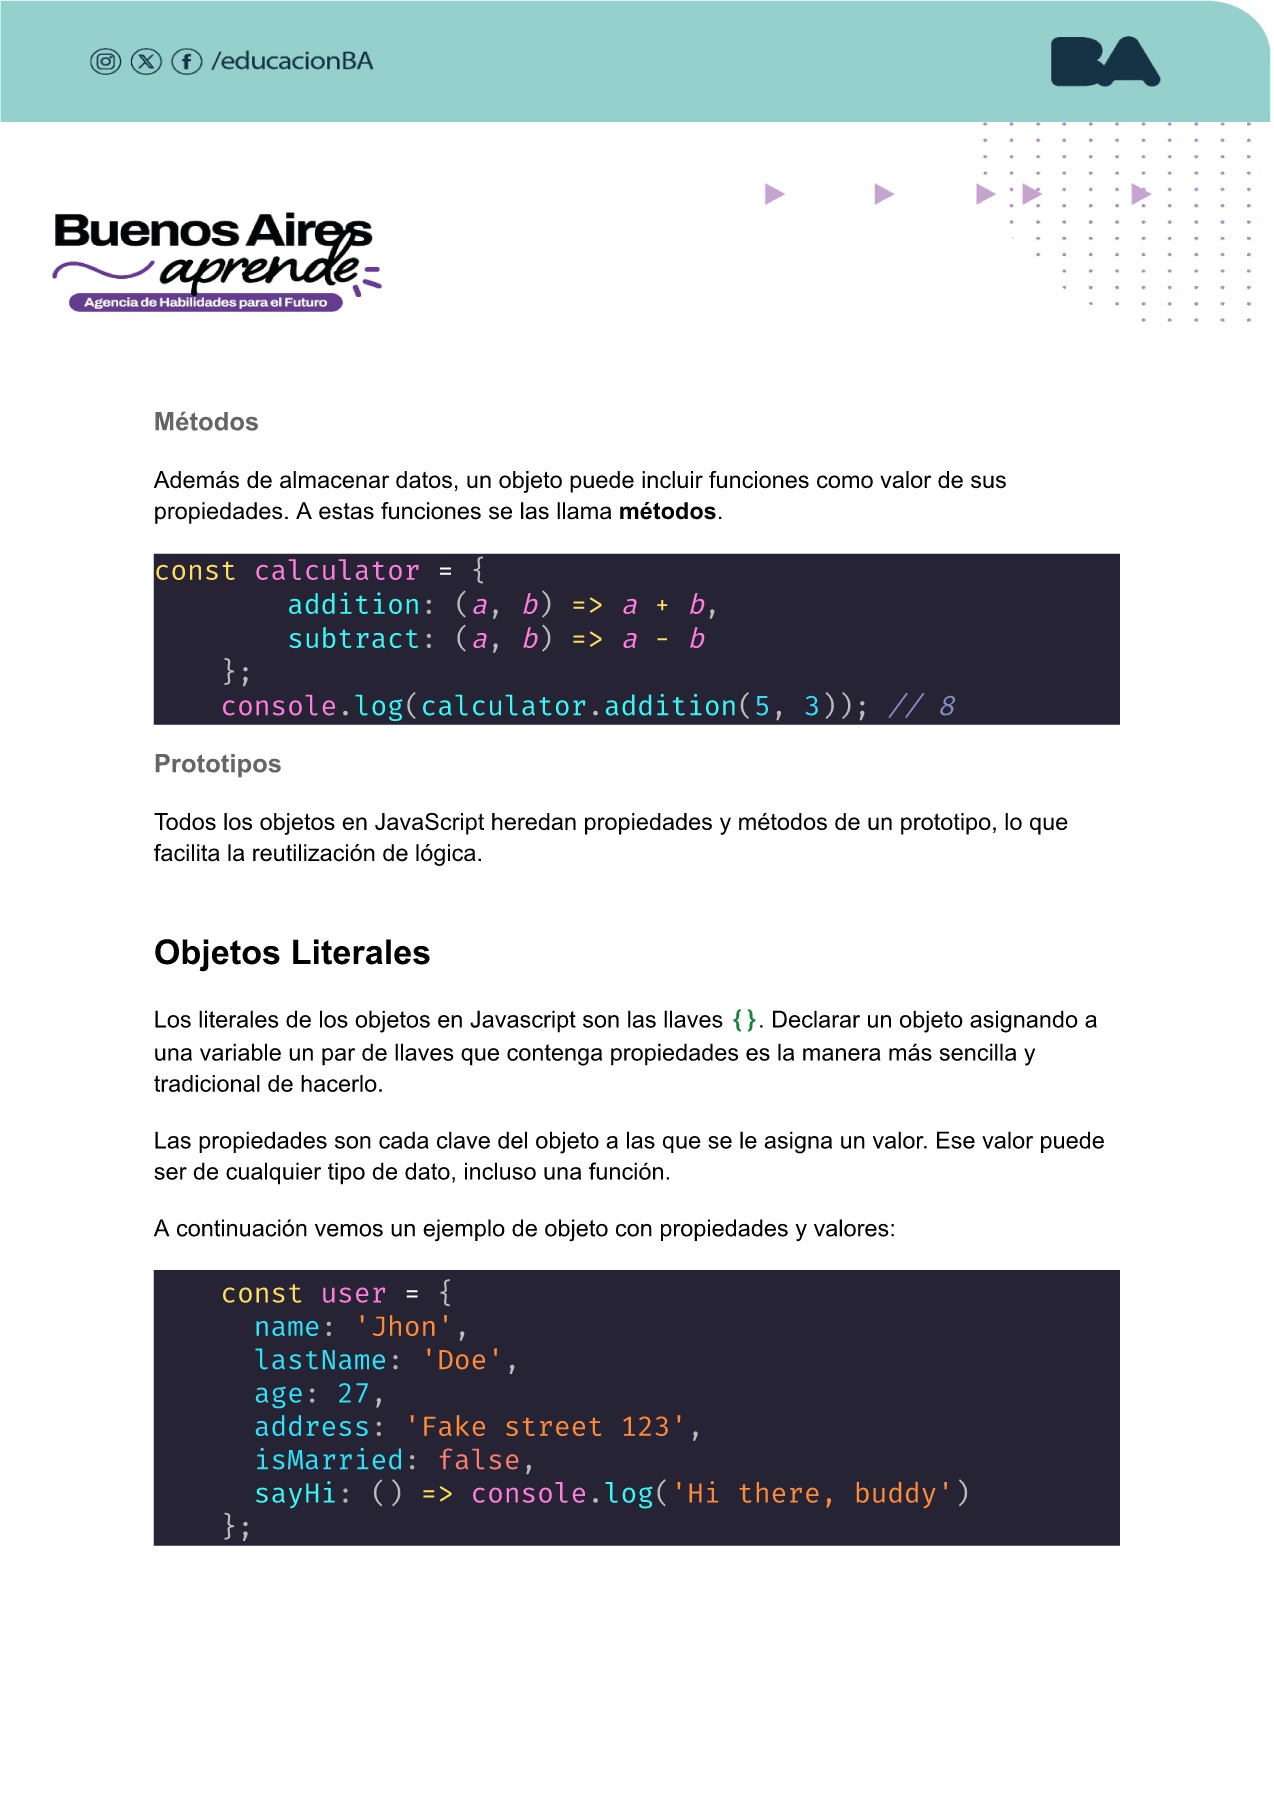 /educacionBA
BA
Buenos Aires
aprende
Agencia de Habilidades para el Futuro
Métodos
Además de almacenar datos, un objeto puede incluir funciones como valor de sus
propiedades. A estas funciones se las llama métodos.
const calculator = {
        addition: (a, b) => a + b,
        subtract: (a, b) => a - b
    };
    console.log(calculator.addition(5, 3)); // 8
Prototipos
Todos los objetos en JavaScript heredan propiedades y métodos de un prototipo, lo que
facilita la reutilización de lógica.
Objetos Literales
Los literales de los objetos en Javascript son las llaves {}. Declarar un objeto asignando a
una variable un par de llaves que contenga propiedades es la manera más sencilla y
tradicional de hacerlo.
Las propiedades son cada clave del objeto a las que se le asigna un valor. Ese valor puede
ser de cualquier tipo de dato, incluso una función.
A continuación vemos un ejemplo de objeto con propiedades y valores:
    const user = {
      name: 'Jhon',
      lastName: 'Doe',
      age: 27,
      address: 'Fake street 123',
      isMarried: false,
      sayHi: () => console.log('Hi there, buddy')
    };